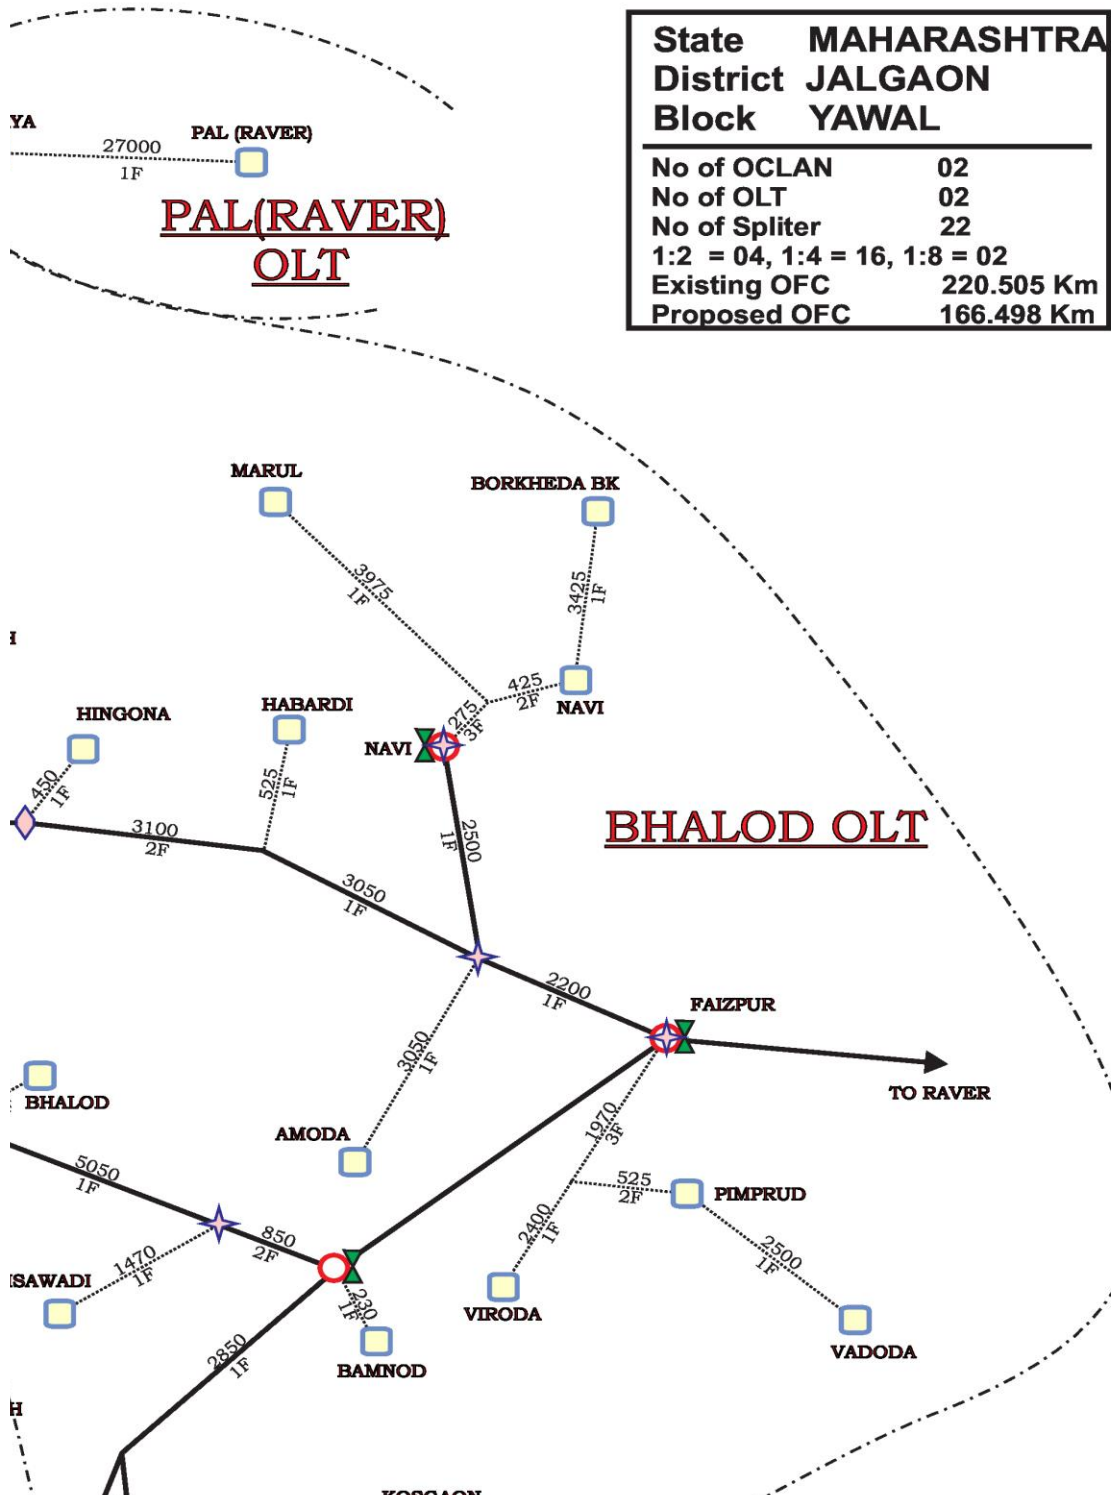 State MAHARASHTRA
District JALGAON
Block YAWAL
No of OCLAN 02
No of OLT 02
No of Spliter 22
1:2 = 04, 1:4 = 16, 1:8 = 02
Existing OFC 220.505 Km
Proposed OFC 166.498 Km
YA
PAL (RAVER)
27000
1F
PAL(RAVER)
OLT
MARUL
BORKHEDA BK
3975
1F
3425
1F
H
425
2F
NAVI
275
3F
HABARDI
HINGONA
NAVI
525
1F
450
1F
3100
2F
2500
1F
BHALOD OLT
3050
1F
2200
1F
FAIZPUR
3050
1F
TO RAVER
BHALOD
AMODA
1970
3F
5050
1F
525
2F
PIMPRUD
850
2F
2400
1F
2500
1F
1470
1F
ISAWADI
230
1F
VIRODA
VADODA
2850
1F
BAMNOD
H
KOSGAON